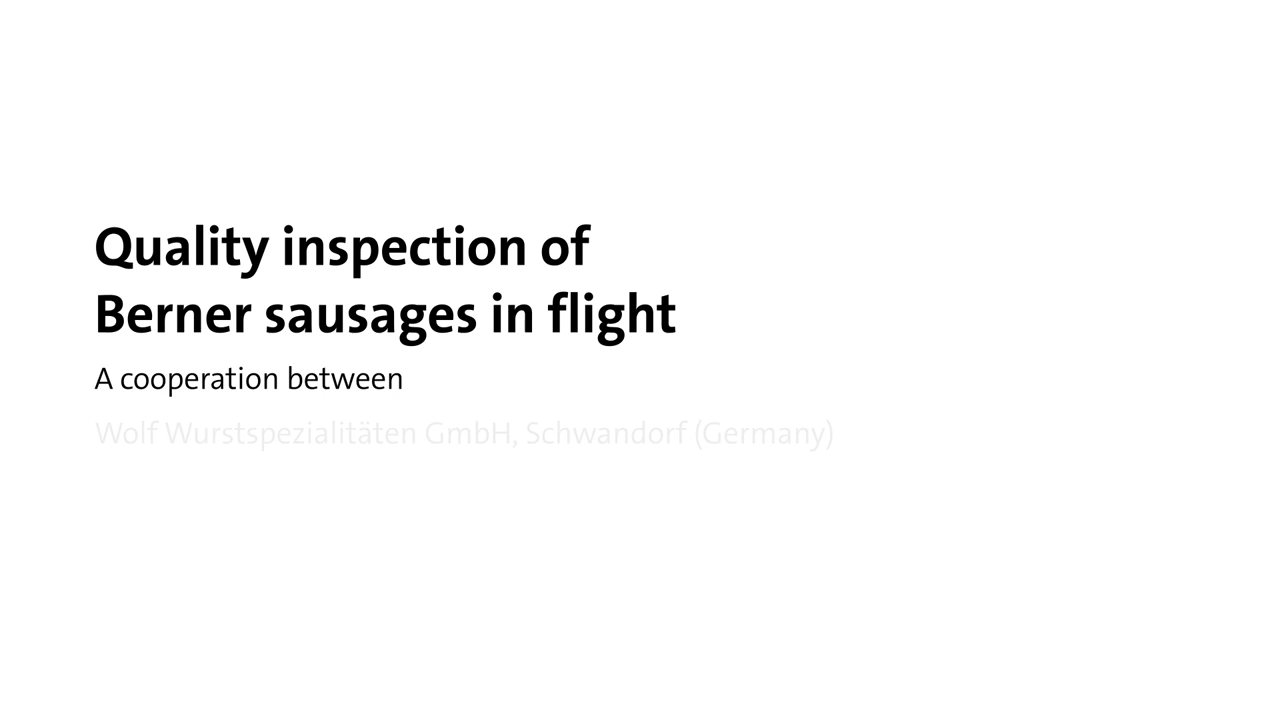 Quality inspection of
Berner sausages in flight
A cooperation between
Wolf Wurstspezialitäten GmbH, Schwandorf (Germany)